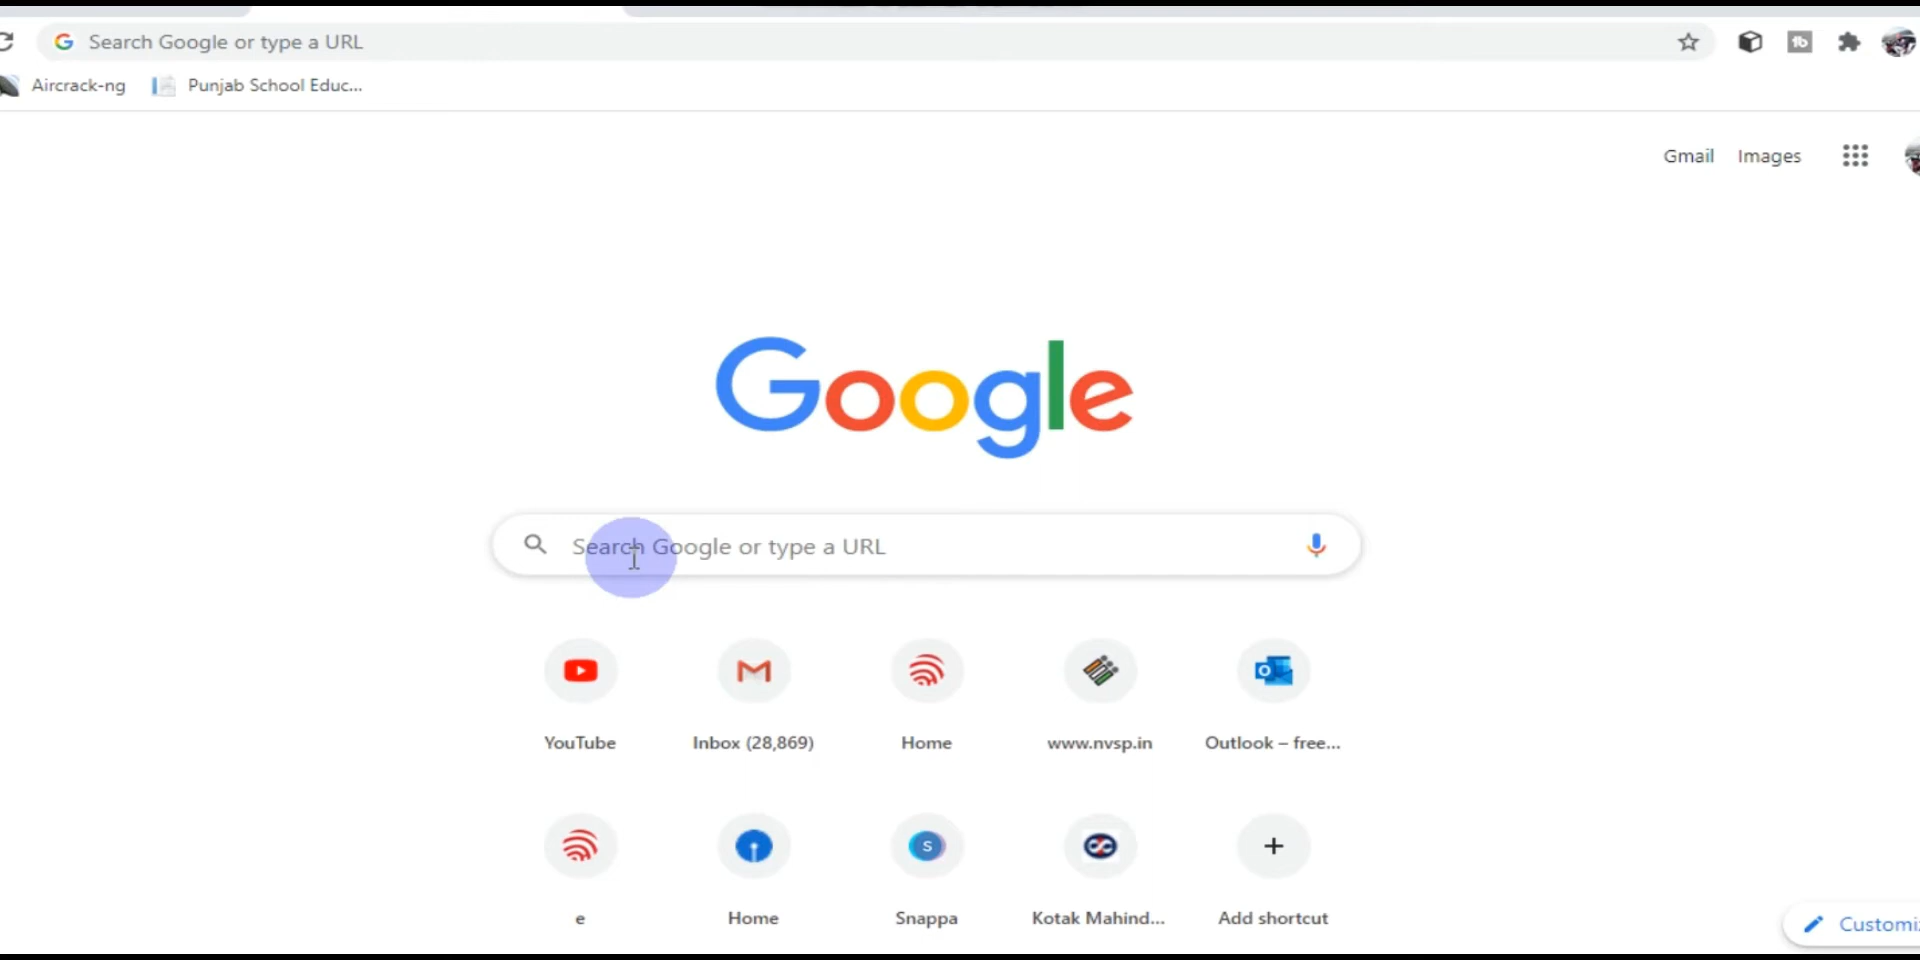 Search Google or type a URL
Aircrack-ng
Punjab School Educ...
Gmail
Images
Google
Search Google or type a URL
YouTube
Inbox (28,869)
Home
www.nvsp.in
Outlook – free...
e
Home
Snappa
Kotak Mahind...
Add shortcut
Customi